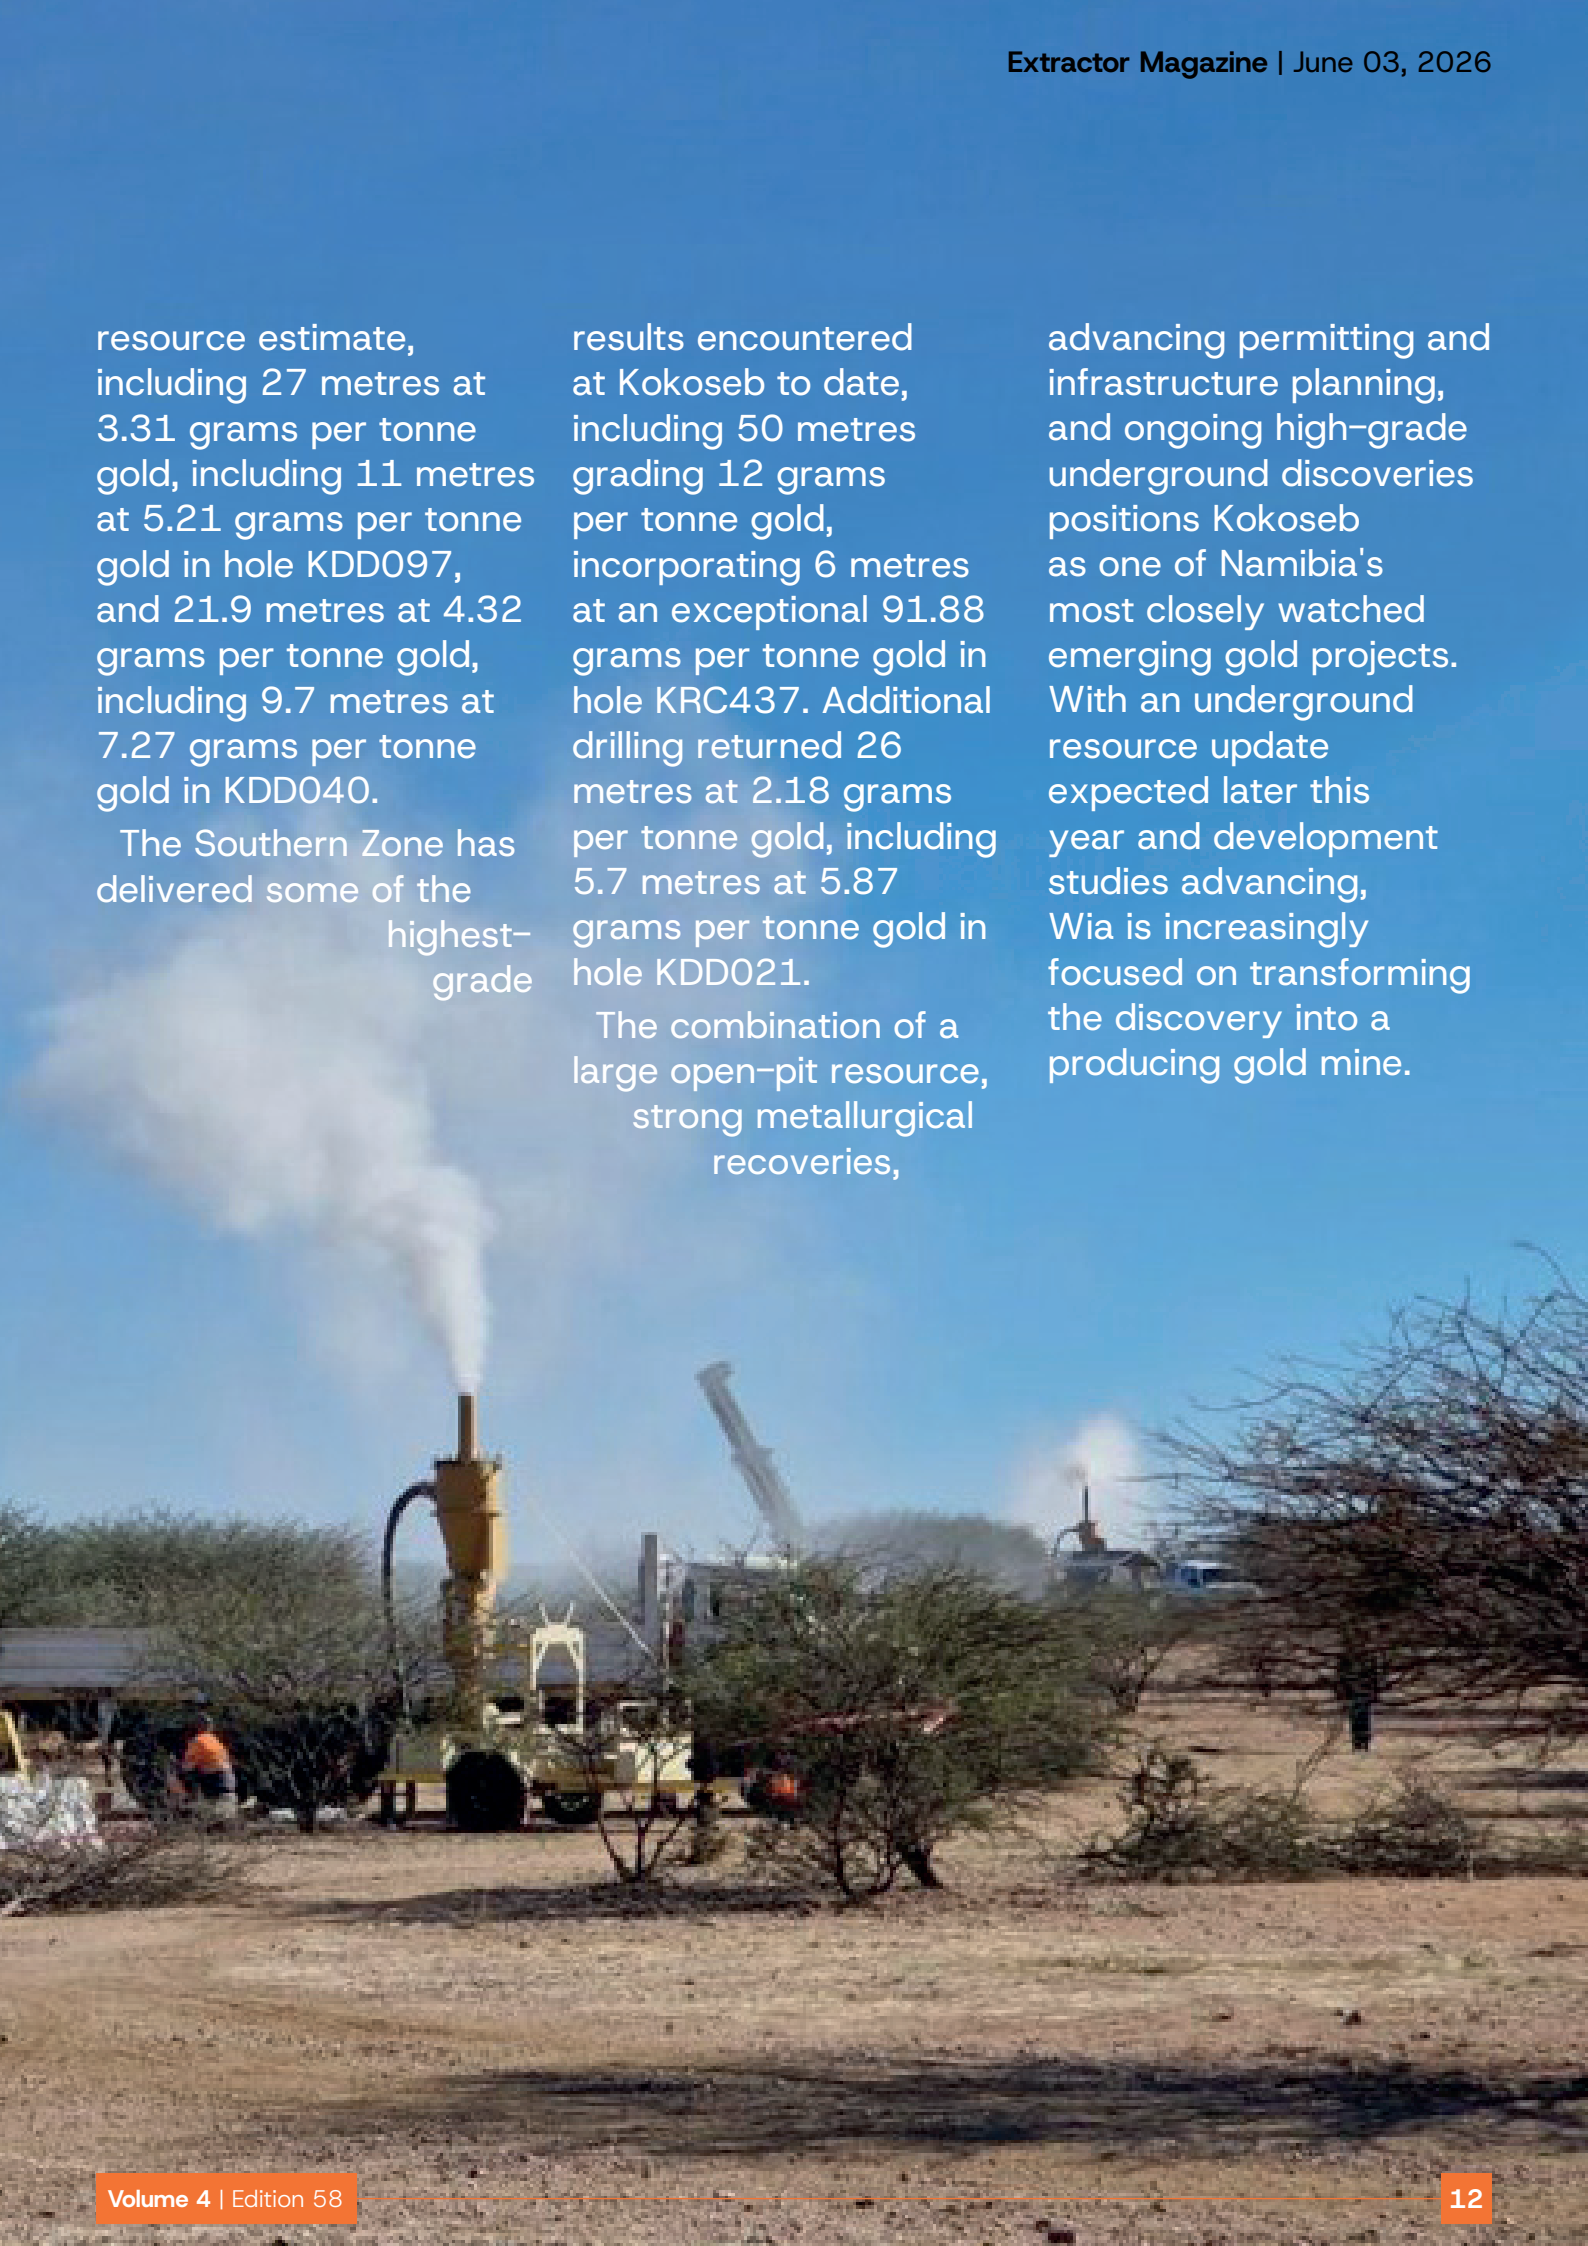 Extractor Magazine | June 03, 2026
resource estimate,
including 27 metres at
3.31 grams per tonne
gold, including 11 metres
at 5.21 grams per tonne
gold in hole KDD097,
and 21.9 metres at 4.32
grams per tonne gold,
including 9.7 metres at
7.27 grams per tonne
gold in KDD040.
The Southern Zone has
delivered some of the
highest-
grade
results encountered
at Kokoseb to date,
including 50 metres
grading 12 grams
per tonne gold,
incorporating 6 metres
at an exceptional 91.88
grams per tonne gold in
hole KRC437. Additional
drilling returned 26
metres at 2.18 grams
per tonne gold, including
5.7 metres at 5.87
grams per tonne gold in
hole KDD021.
The combination of a
large open-pit resource,
strong metallurgical
recoveries,
advancing permitting and
infrastructure planning,
and ongoing high-grade
underground discoveries
positions Kokoseb
as one of Namibia's
most closely watched
emerging gold projects.
With an underground
resource update
expected later this
year and development
studies advancing,
Wia is increasingly
focused on transforming
the discovery into a
producing gold mine.
Volume 4 | Edition 58
12